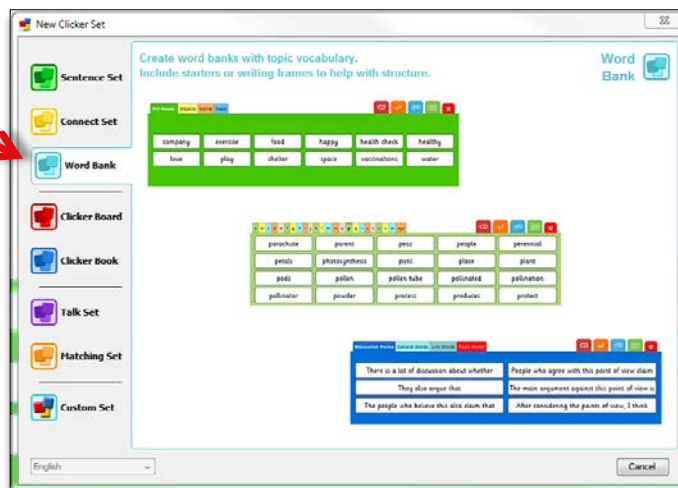 New Clicker Set
Sentence Set
Connect Set
Word Bank
Clicker Board
Clicker Book
Talk Set
Matching Set
Custom Set
English
Create word banks with topic vocabulary.
Include starters or writing frames to help with structure.
Word
Bank
company exercise food happy health check healthy
love play shelter space vaccinations water
parachute parent peas people perennial
petals photosynthesis pistil place plant
pods pollen pollen tube pollinated pollination
pollinator powder process produces protect
There is a lot of discussion about whether People who agree with this point of view claim
They also argue that The main argument against this point of view is
The people who believe this also claim that After considering the points of view, I think
Cancel